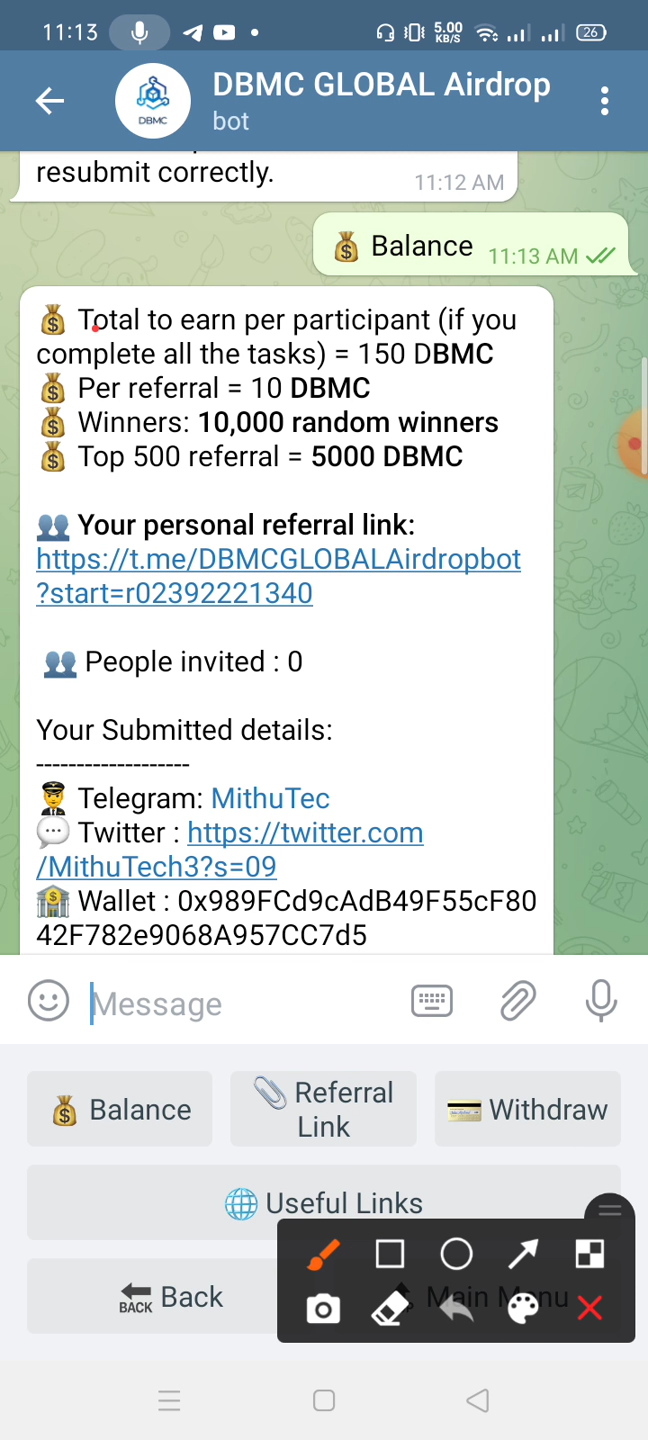 11:13
5.00
KB/S
26
DBMC GLOBAL Airdrop
DBMC
bot
resubmit correctly.
11:12 AM
Balance
11:13 AM
Total to earn per participant (if you
complete all the tasks) = 150 DBMC
Per referral = 10 DBMC
Winners: 10,000 random winners
Top 500 referral = 5000 DBMC
Your personal referral link:
https://t.me/DBMCGLOBALAirdropbot
?start=r02392221340
People invited : 0
Your Submitted details:
-------------------
Telegram: MithuTec
Twitter : https://twitter.com
/MithuTech3?s=09
Wallet : 0x989FCd9cAdB49F55cF80
42F782e9068A957CC7d5
Message
Balance
Referral
Link
Withdraw
Useful Links
BACK Back
Main Menu